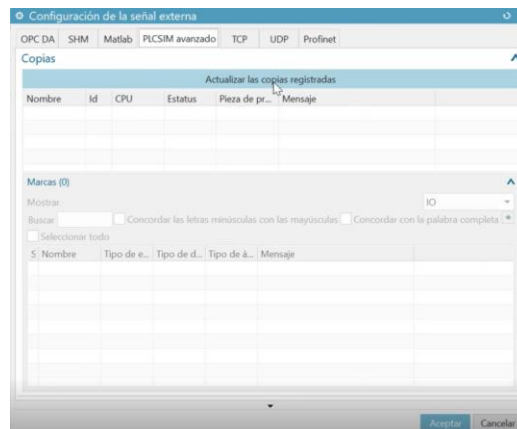 Configuración de la señal externa
OPC DA SHM Matlab PLCSIM avanzado TCP UDP Profinet
Copias
Actualizar las copias registradas
Nombre Id CPU Estatus Pieza de pr... Mensaje
Marcas (0)
Mostrar IO
Buscar Concordar las letras minúsculas con las mayúsculas Concordar con la palabra completa
Seleccionar todo
S Nombre Tipo de e... Tipo de d... Tipo de á... Mensaje
Aceptar Cancelar